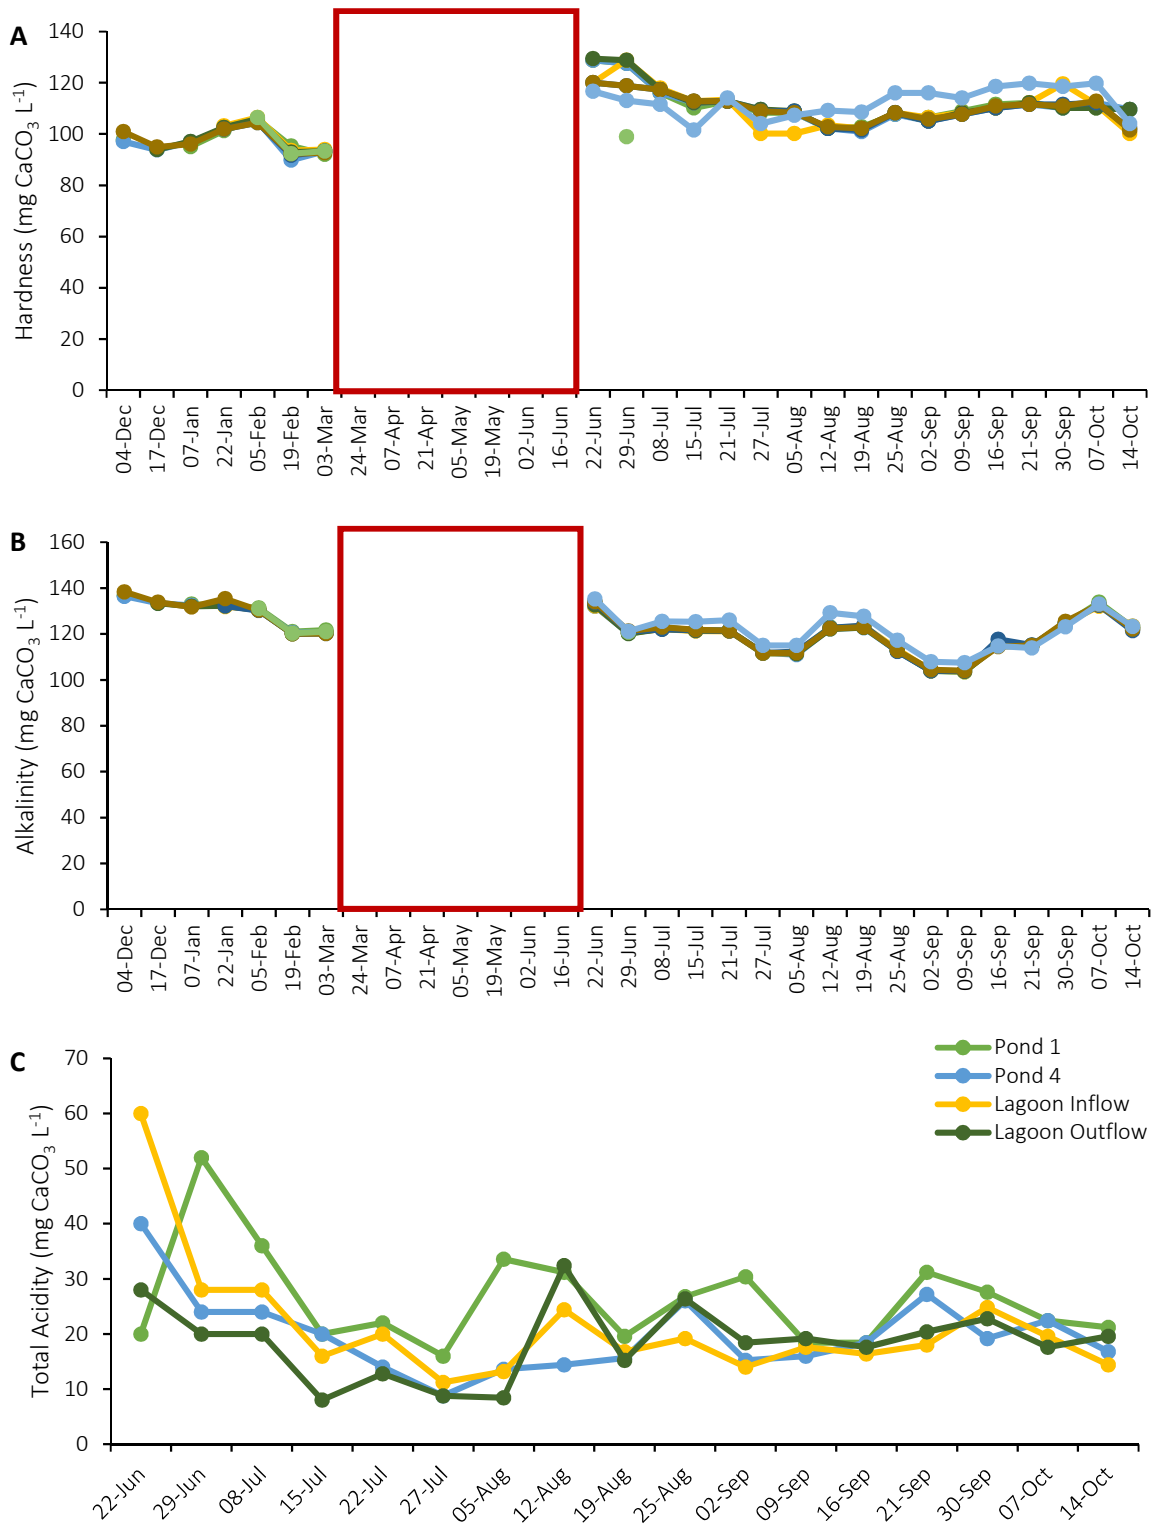 A
Hardness (mg CaCO3 L-1)
140
120
100
80
60
40
20
0
04-Dec
17-Dec
07-Jan
22-Jan
05-Feb
19-Feb
03-Mar
24-Mar
07-Apr
21-Apr
05-May
19-May
02-Jun
16-Jun
22-Jun
29-Jun
08-Jul
15-Jul
21-Jul
27-Jul
05-Aug
12-Aug
19-Aug
25-Aug
02-Sep
09-Sep
16-Sep
21-Sep
30-Sep
07-Oct
14-Oct
B
Alkalinity (mg CaCO3 L-1)
160
140
120
100
80
60
40
20
0
04-Dec
17-Dec
07-Jan
22-Jan
05-Feb
19-Feb
03-Mar
24-Mar
07-Apr
21-Apr
05-May
19-May
02-Jun
16-Jun
22-Jun
29-Jun
08-Jul
15-Jul
21-Jul
27-Jul
05-Aug
12-Aug
19-Aug
25-Aug
02-Sep
09-Sep
16-Sep
21-Sep
30-Sep
07-Oct
14-Oct
C
Total Acidity (mg CaCO3 L-1)
70
60
50
40
30
20
10
0
Pond 1
Pond 4
Lagoon Inflow
Lagoon Outflow
22-Jun
29-Jun
08-Jul
15-Jul
22-Jul
27-Jul
05-Aug
12-Aug
19-Aug
25-Aug
02-Sep
09-Sep
16-Sep
21-Sep
30-Sep
07-Oct
14-Oct